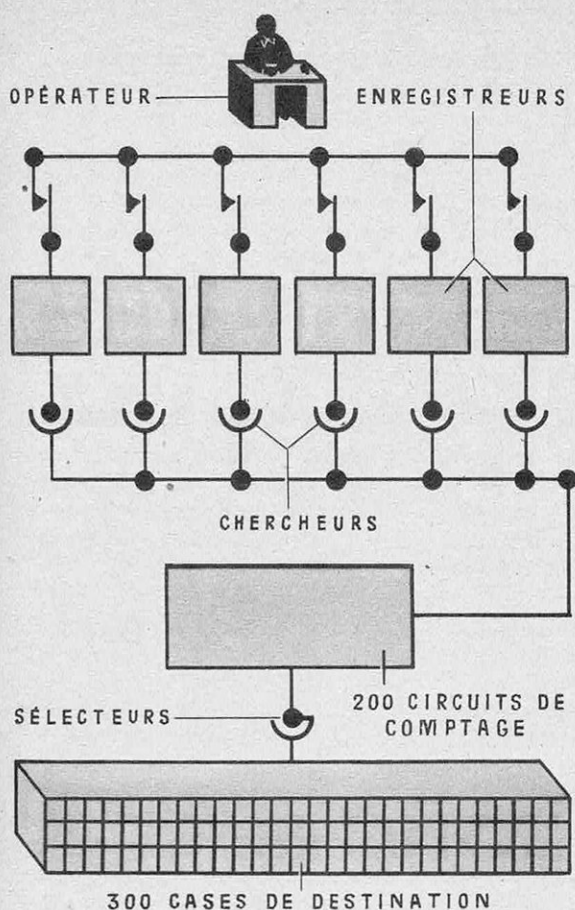 OPÉRATEUR
ENREGISTREURS
CHERCHEURS
SÉLECTEURS
200 CIRCUITS DE
COMPTAGE
300 CASES DE DESTINATION